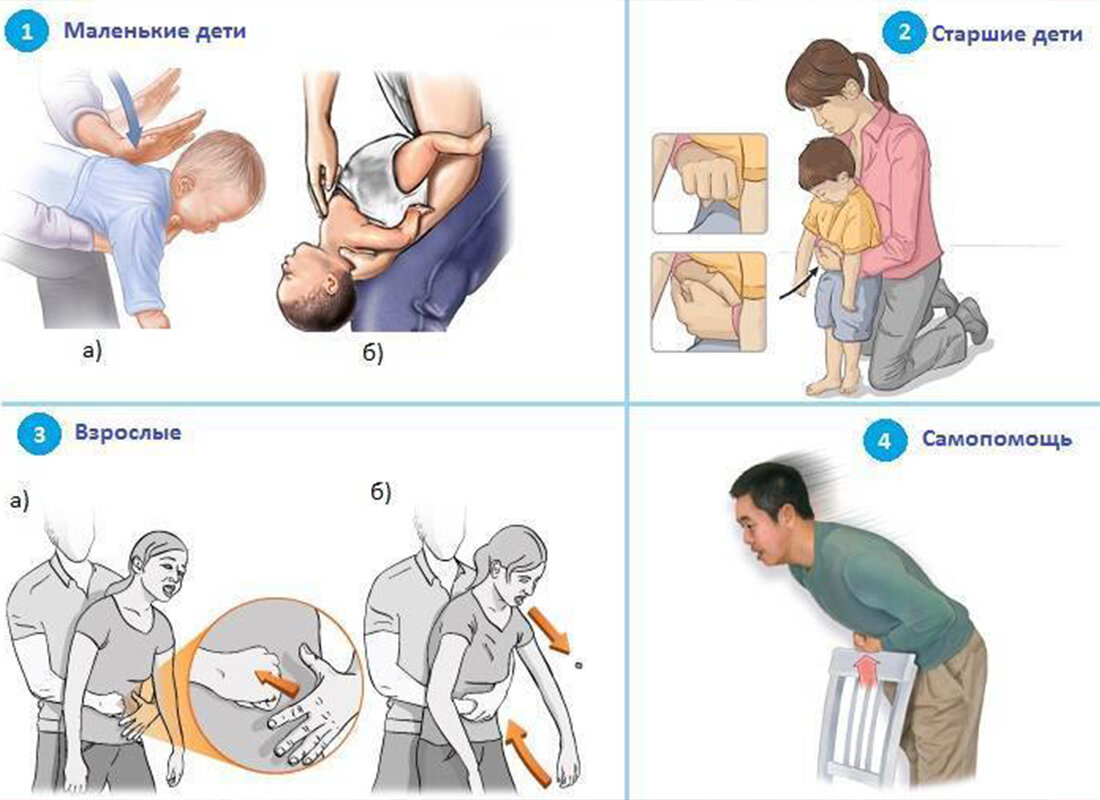 1 Маленькие дети
а)
б)
2 Старшие дети
3 Взрослые
а)
б)
4 Самопомощь